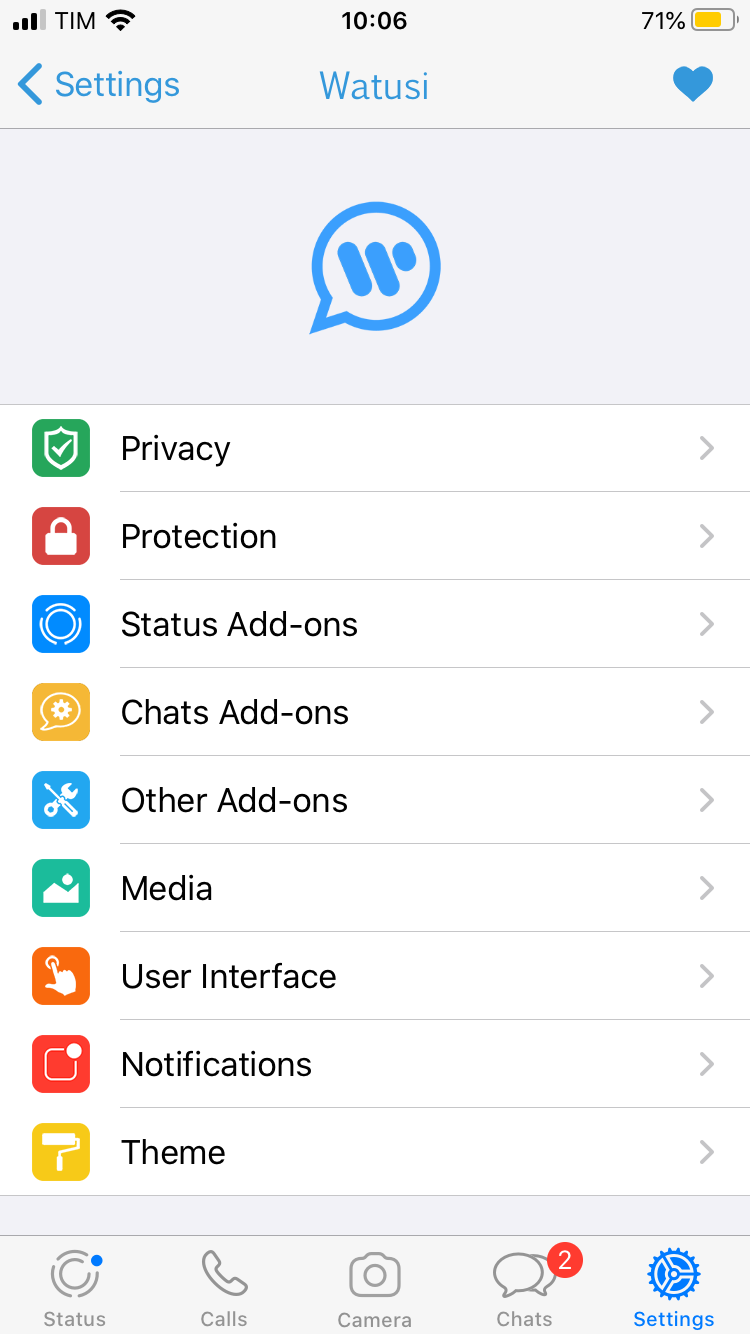 TIM 10:06 71%
Settings Watusi
Privacy
Protection
Status Add-ons
Chats Add-ons
Other Add-ons
Media
User Interface
Notifications
Theme
2
Status Calls Camera Chats Settings